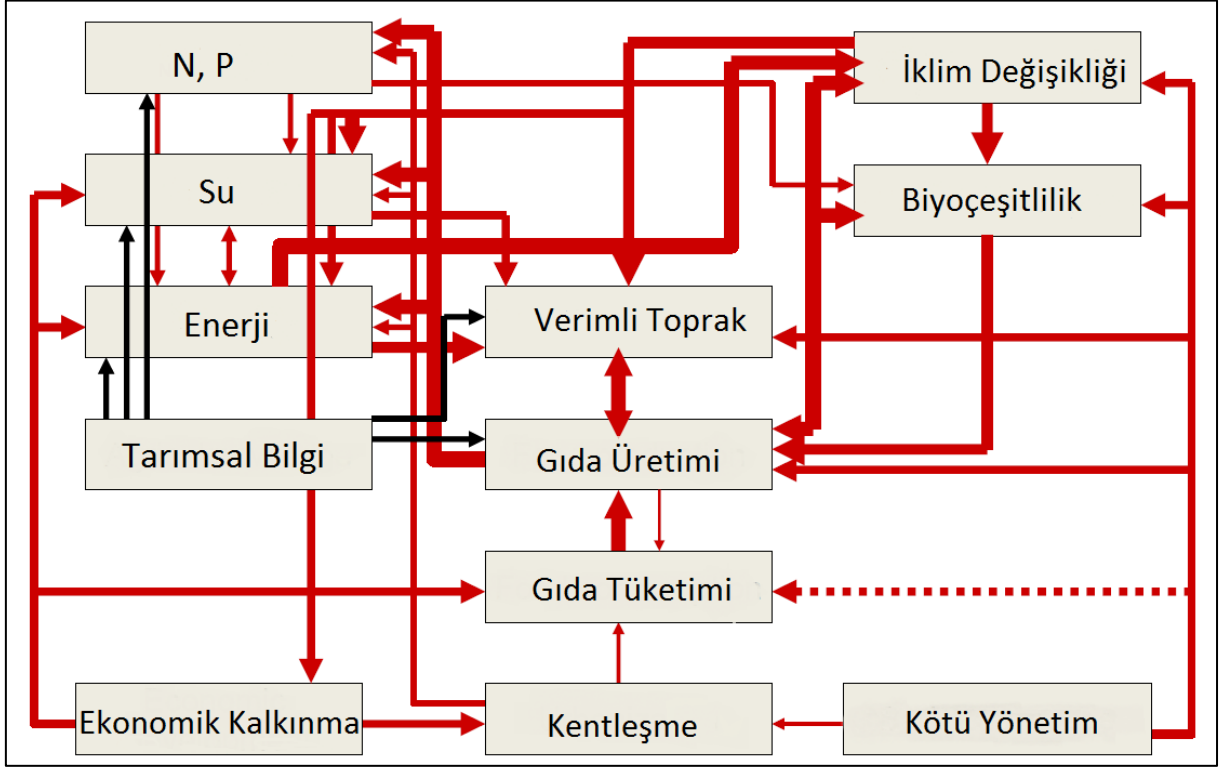 N, P
İklim Değişikliği
Su
Biyoçeşitlilik
Enerji
Verimli Toprak
Tarımsal Bilgi
Gıda Üretimi
Gıda Tüketimi
Ekonomik Kalkınma
Kentleşme
Kötü Yönetim